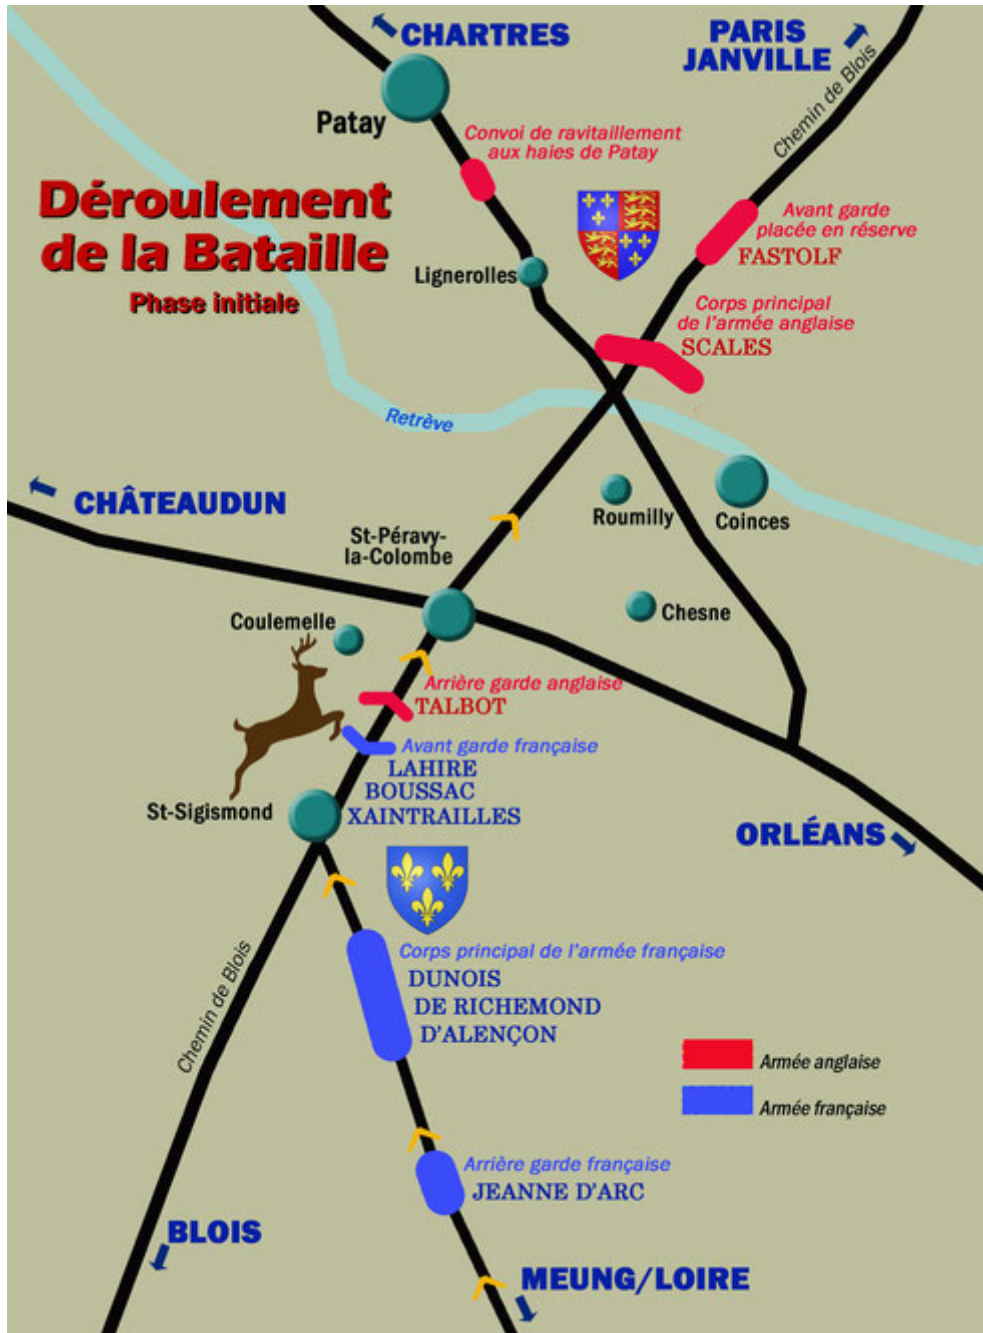 CHARTRES
PARIS
JANVILLE
Chemin de Blois
Patay
Convoi de ravitaillement
aux haies de Patay
Déroulement
de la Bataille
Phase initiale
Avant garde
placée en réserve
FASTOLF
Lignerolles
Corps principal
de l'armée anglaise
SCALES
Retrève
CHÂTEAUDUN
Roumilly
Coinces
St-Péravy-
la-Colombe
Chesne
Coulemelle
Arrière garde anglaise
TALBOT
Avant garde française
LAHIRE
BOUSSAC
XAINTRAILLES
St-Sigismond
ORLÉANS
Corps principal de l'armée française
DUNOIS
DE RICHEMOND
D'ALENÇON
Chemin de Blois
Armée anglaise
Armée française
Arrière garde française
JEANNE D'ARC
BLOIS
MEUNG/LOIRE